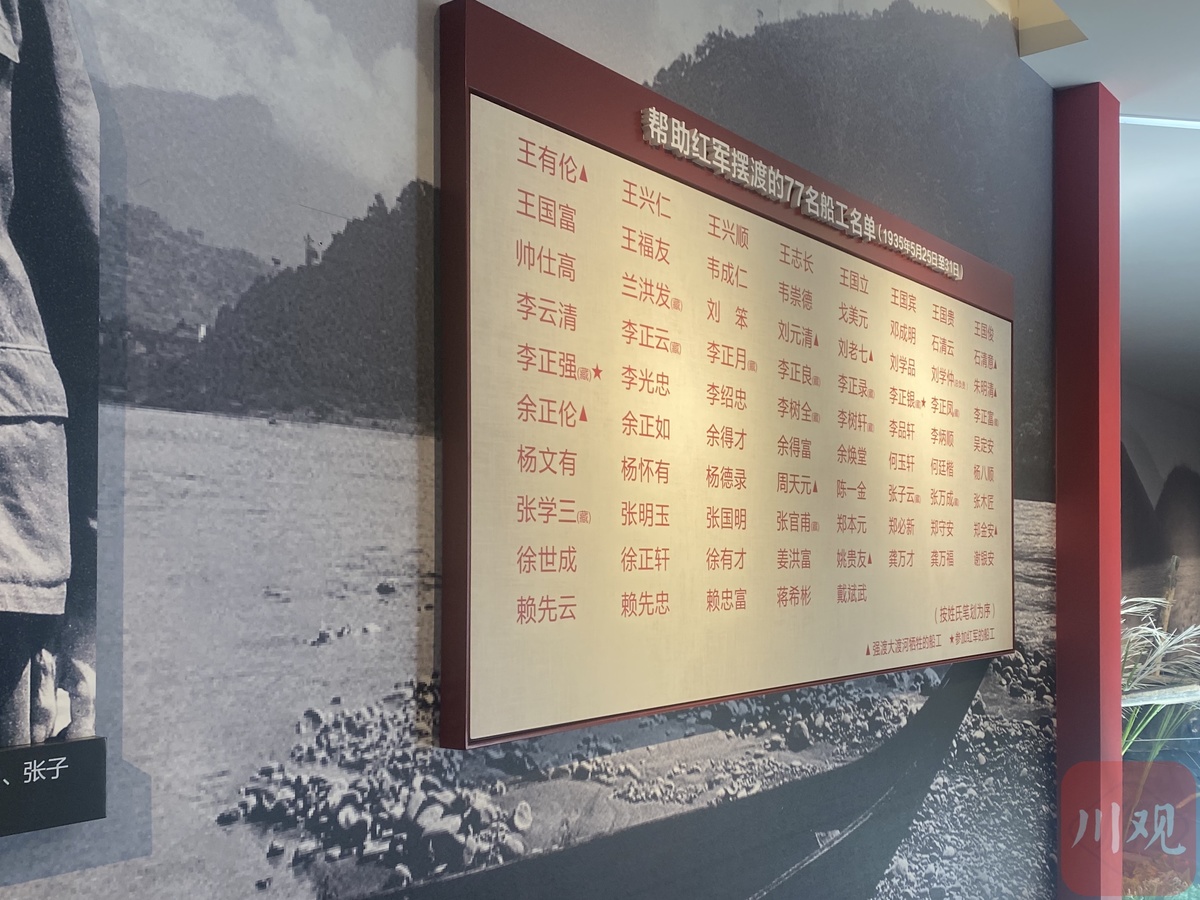 帮助红军摆渡的77名船工名单(1935年5月25日至31日)
王有伦▲ 王兴仁 王兴顺 王志长 王国立 王国宾 王国贵 王国俊
王国富 王福友 韦成仁 韦崇德 戈美元 邓成明 石清云 石清意▲
帅仕高 兰洪发(藏) 刘 笨 刘元清▲ 刘老七▲ 刘学品 刘学仲 朱明清▲
李云清 李正云(藏) 李正月(藏) 李正良(藏) 李正录(藏) 李正银(藏)★ 李正凤(藏) 李正富(藏)
李正强(藏)★ 李光忠 李绍忠 李树全(藏) 李树轩(藏) 李品轩 李炳顺 吴定安
余正伦▲ 余正如 余得才 余得富 余焕堂 何玉轩 何廷楷 杨八顺
杨文有 杨怀有 杨德录 周天元▲ 陈一金 张子云(藏) 张万成(藏) 张木匠
张学三(藏) 张明玉 张国明 张官甫(藏) 郑本元 郑必新 郑守安 郑金安▲
徐世成 徐正轩 徐有才 姜洪富 姚贵友▲ 龚万才 龚万福 谢银安
赖先云 赖先忠 赖忠富 蒋希彬 戴斌武
(按姓氏笔划为序)
▲强渡大渡河牺牲的船工 ★参加红军的船工
、张子
川观